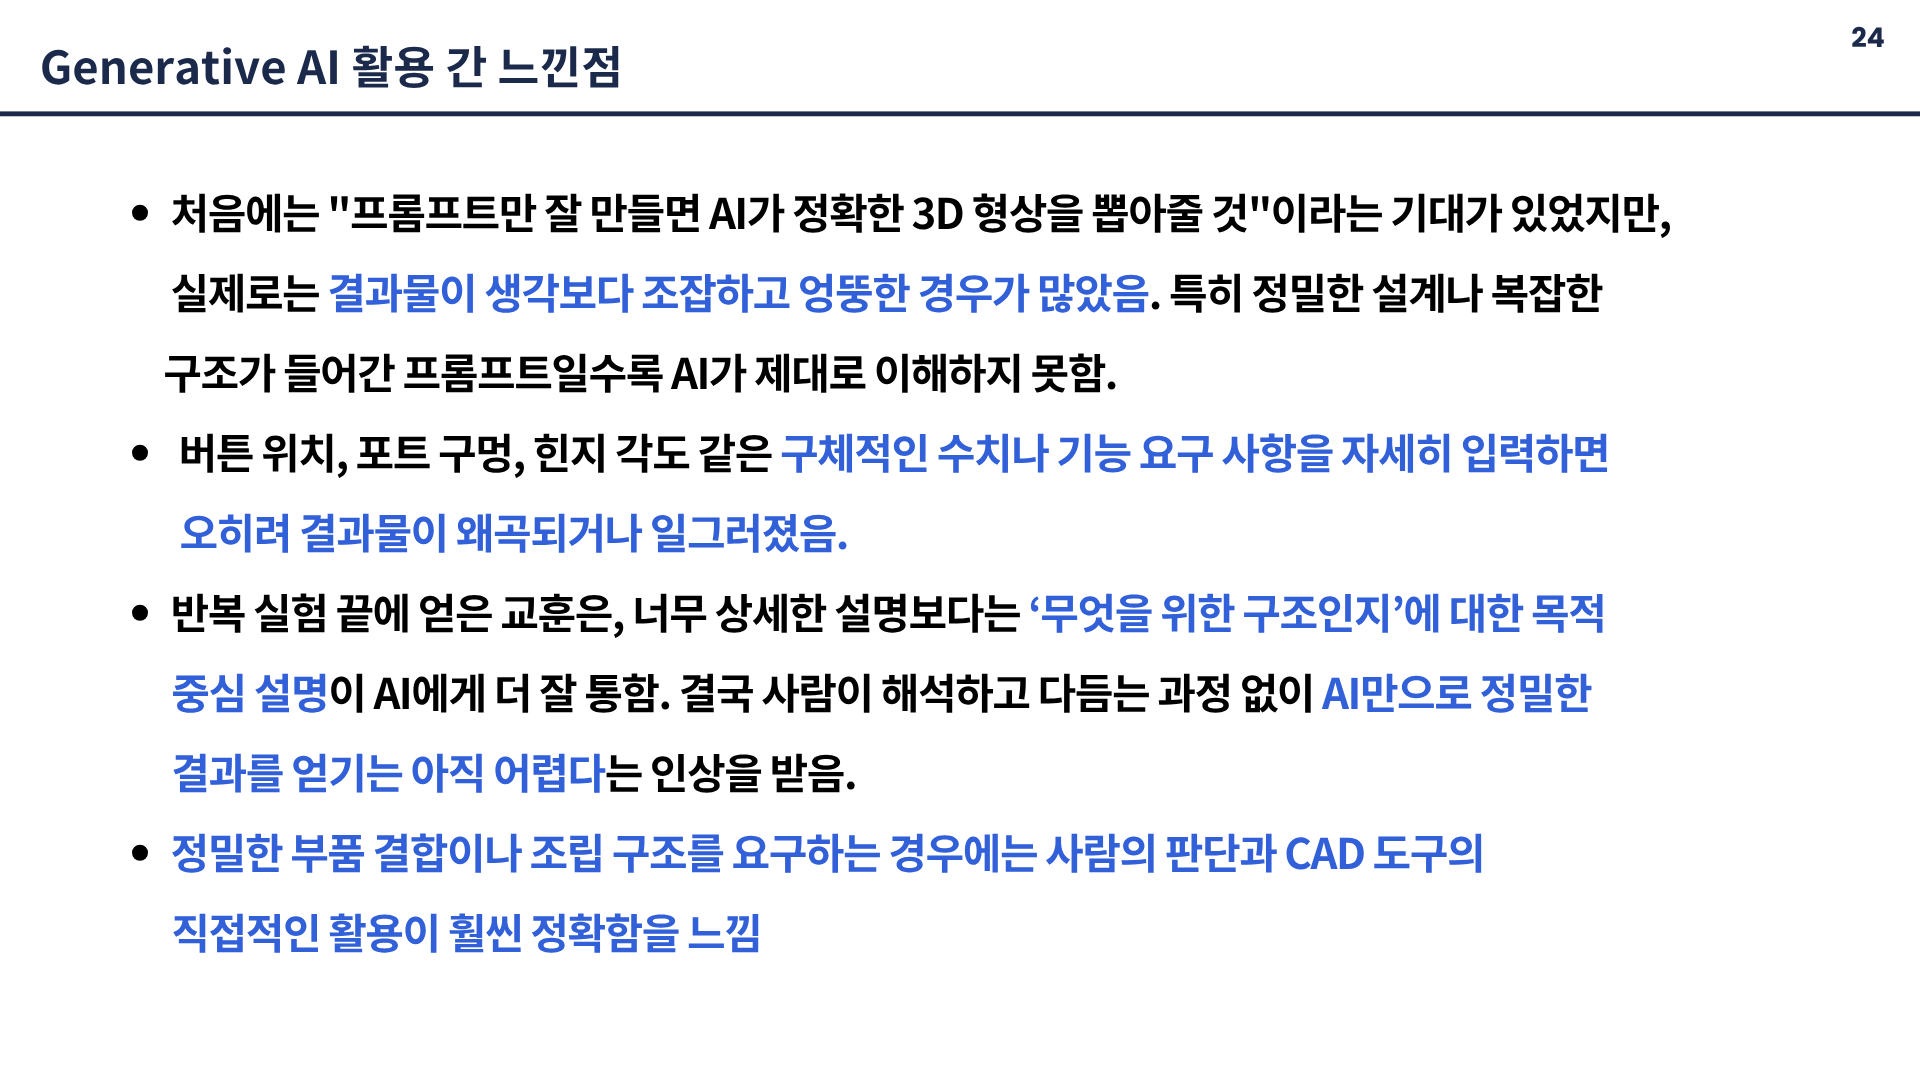 Generative AI 활용 간 느낀점
24
• 처음에는 "프롬프트만 잘 만들면 AI가 정확한 3D 형상을 뽑아줄 것"이라는 기대가 있었지만,
실제로는 결과물이 생각보다 조잡하고 엉뚱한 경우가 많았음. 특히 정밀한 설계나 복잡한
구조가 들어간 프롬프트일수록 AI가 제대로 이해하지 못함.
• 버튼 위치, 포트 구멍, 힌지 각도 같은 구체적인 수치나 기능 요구 사항을 자세히 입력하면
오히려 결과물이 왜곡되거나 일그러졌음.
• 반복 실험 끝에 얻은 교훈은, 너무 상세한 설명보다는 ‘무엇을 위한 구조인지’에 대한 목적
중심 설명이 AI에게 더 잘 통함. 결국 사람이 해석하고 다듬는 과정 없이 AI만으로 정밀한
결과를 얻기는 아직 어렵다는 인상을 받음.
• 정밀한 부품 결합이나 조립 구조를 요구하는 경우에는 사람의 판단과 CAD 도구의
직접적인 활용이 훨씬 정확함을 느낌